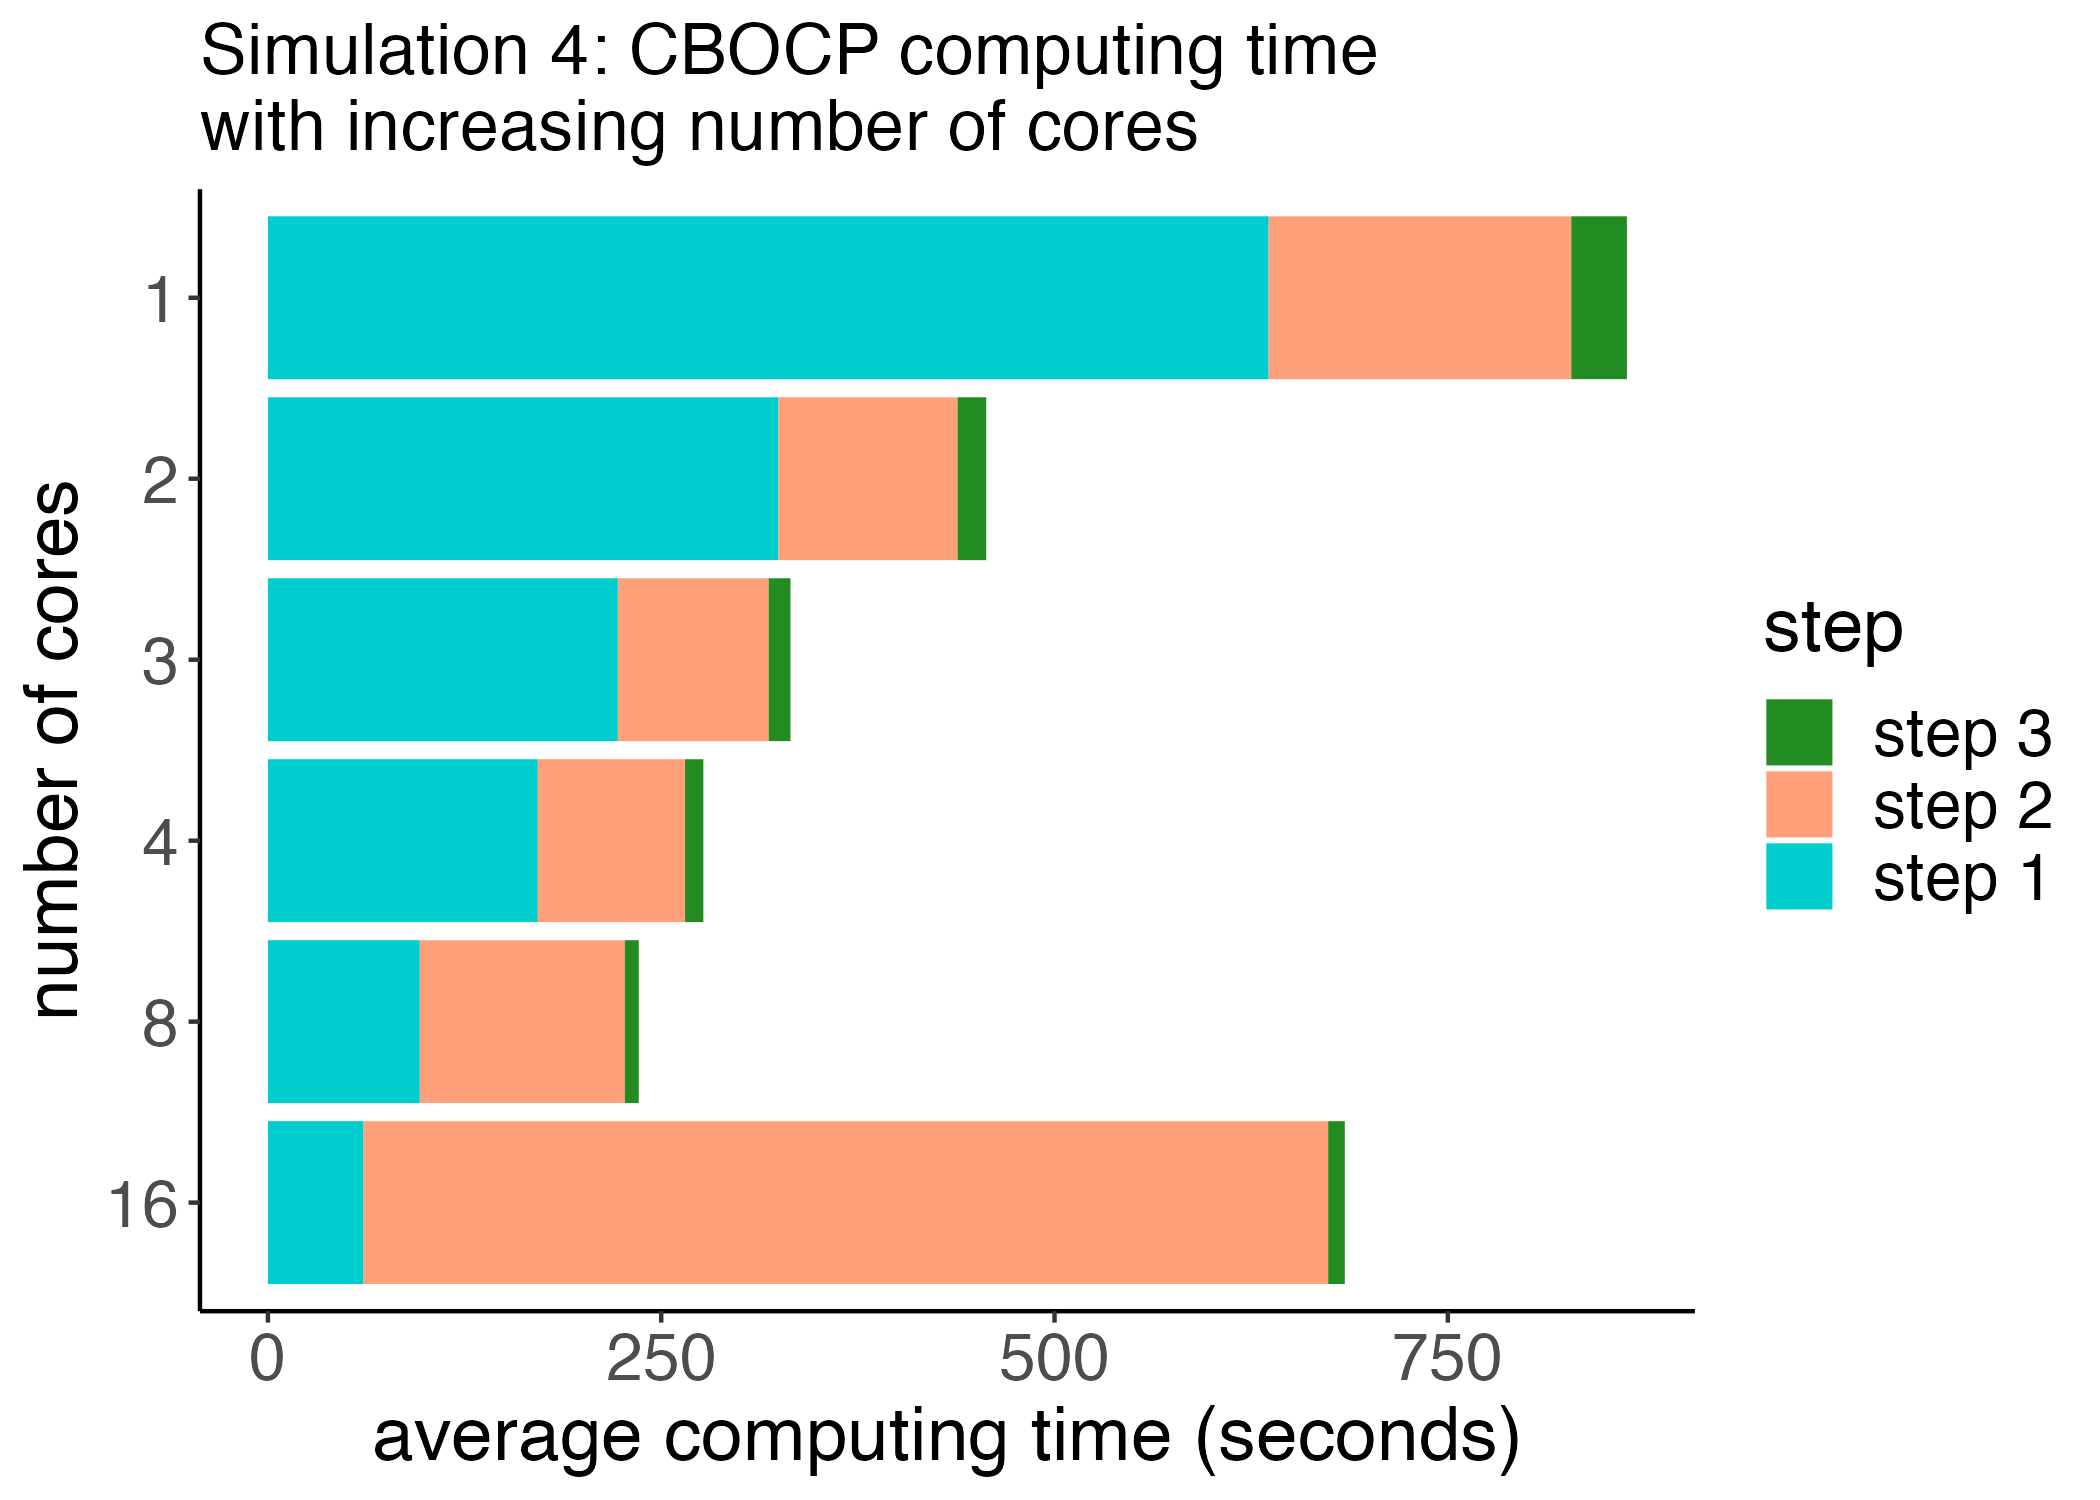 Simulation 4: CBOCP computing time
with increasing number of cores
number of cores
1
2
3
4
8
16
0 250 500 750
average computing time (seconds)
step
step 3
step 2
step 1